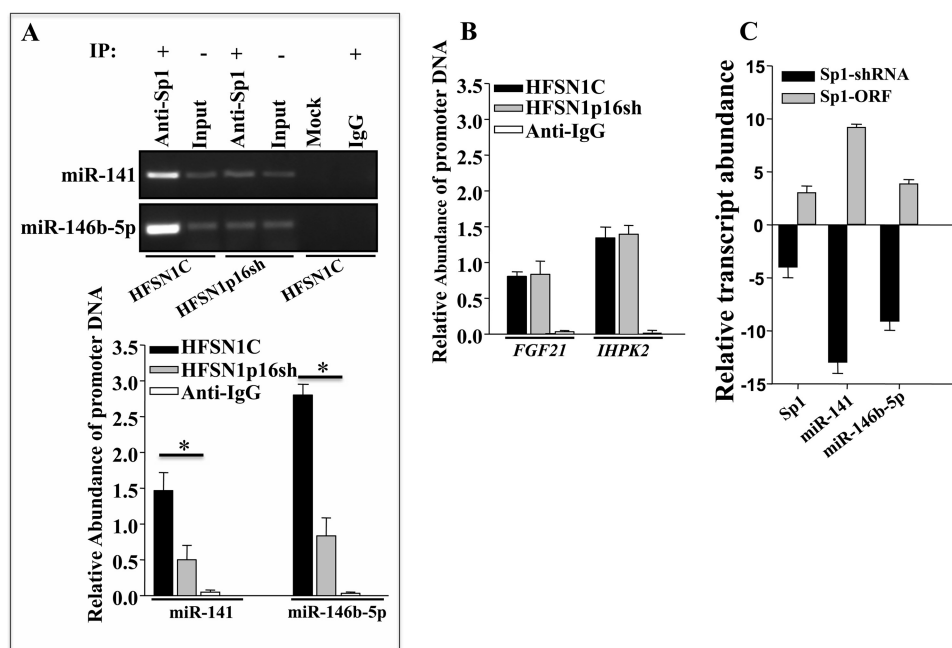 A
IP: + - + - +
Anti-Sp1
Input
Anti-Sp1
Input
Mock
IgG
miR-141
miR-146b-5p
HFSN1C
HFSN1p16sh
HFSN1C
Relative Abundance of promoter DNA
3.5
3.0
2.5
2.0
1.5
1.0
0.5
0.0
HFSN1C
HFSN1p16sh
Anti-IgG
*
*
miR-141
miR-146b-5p
B
Relative Abundance of promoter DNA
3.5
3.0
2.5
2.0
1.5
1.0
0.5
0.0
HFSN1C
HFSN1p16sh
Anti-IgG
FGF21
IHPK2
C
Relative transcript abundance
15
10
5
0
-5
-10
-15
Sp1-shRNA
Sp1-ORF
Sp1
miR-141
miR-146b-5p